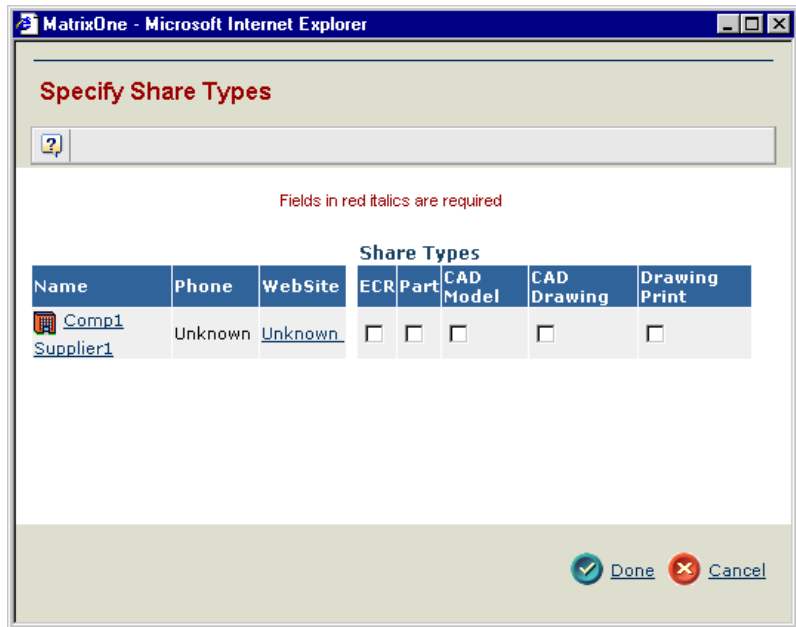 MatrixOne - Microsoft Internet Explorer
Specify Share Types
Fields in red italics are required
Share Types
Name Phone WebSite ECR Part CAD Model CAD Drawing Drawing Print
Comp1 Supplier1 Unknown Unknown
Done Cancel